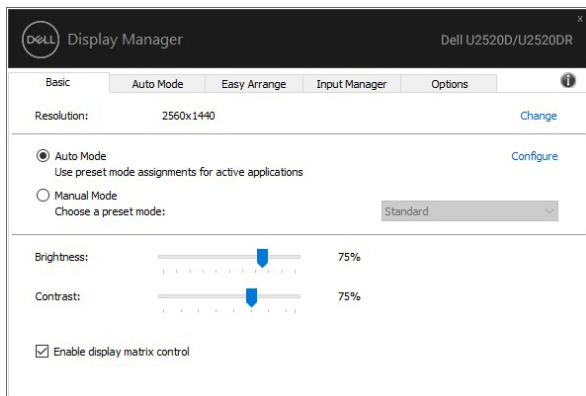 DELL Display Manager Dell U2520D/U2520DR
Basic Auto Mode Easy Arrange Input Manager Options
Resolution: 2560x1440 Change
Auto Mode Configure
Use preset mode assignments for active applications
Manual Mode
Choose a preset mode: Standard
Brightness: 75%
Contrast: 75%
Enable display matrix control